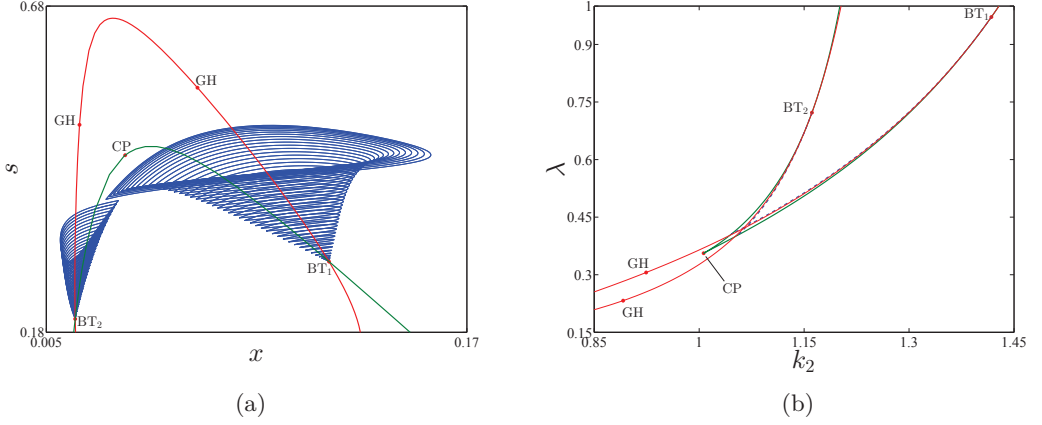 0.68
GH
GH
CP
s
BT1
BT2
0.18
0.005
0.17
x
(a)
1
BT1
0.9
BT2
0.75
0.6
λ
0.45
GH
0.3
CP
GH
0.15
0.85
1
1.15
1.3
1.45
k2
(b)